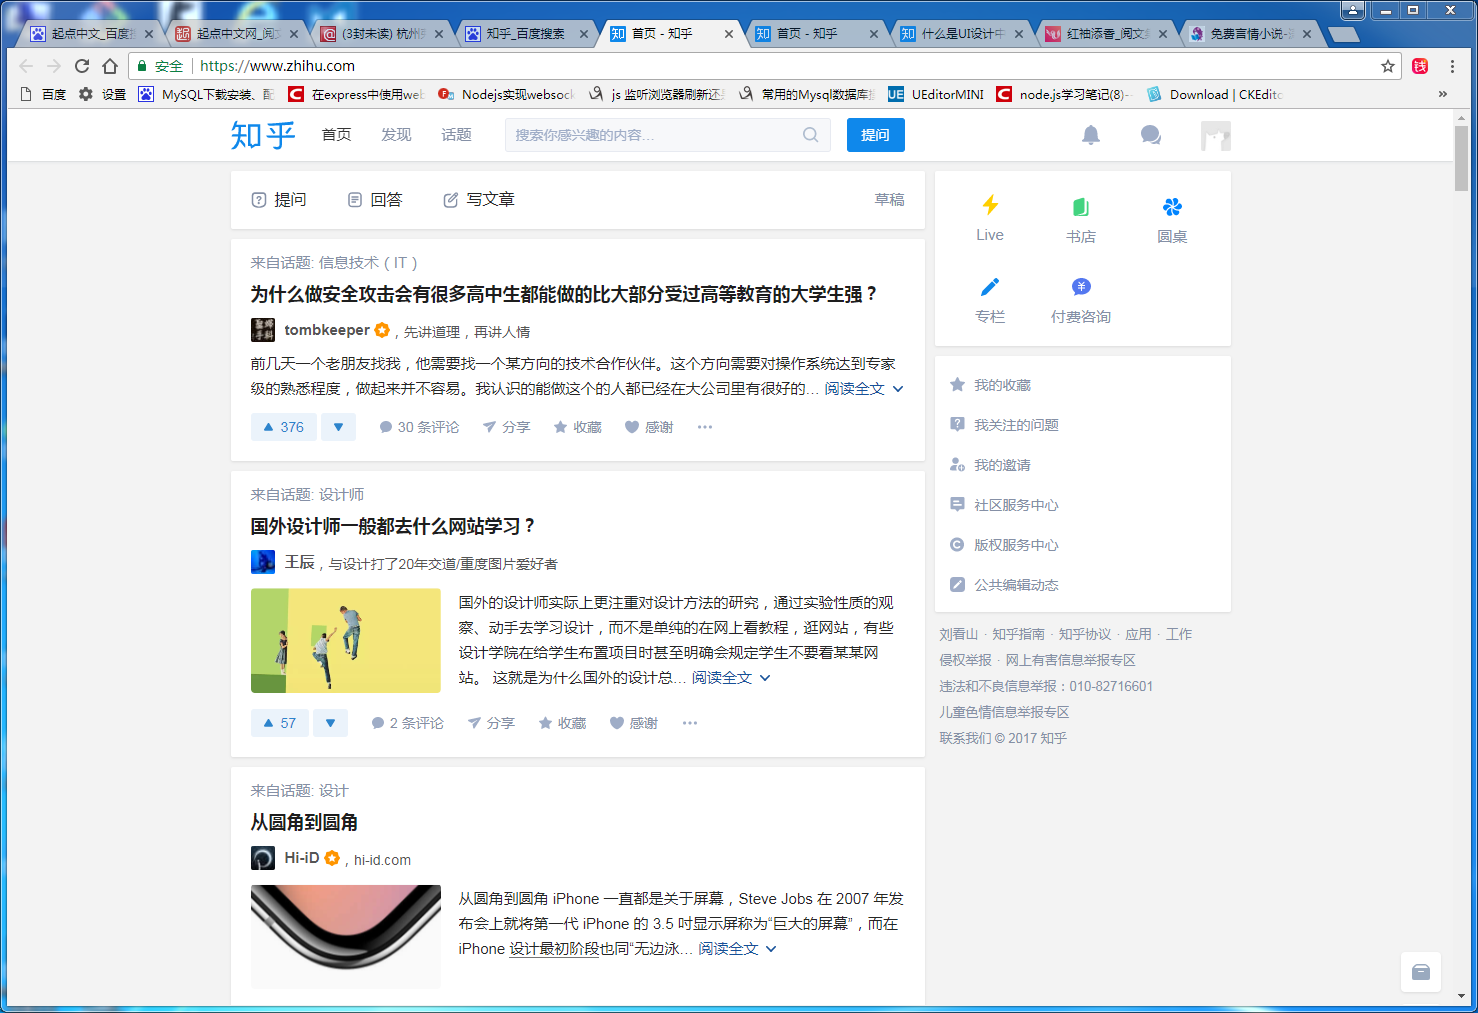 起点中文_百度
起点中文网_阅
(3封未读) 杭州
知乎_百度搜索
首页 - 知乎
首页 - 知乎
什么是UI设计中
红袖添香_阅文
免费言情小说-
安全
https://www.zhihu.com
百度
设置
MySQL下载安装、配
在express中使用web
Nodejs实现websock
js 监听浏览器刷新还
常用的Mysql数据库
UEditorMINI
node.js学习笔记(8)--
Download | CKEdit
知乎
首页
发现
话题
搜索你感兴趣的内容...
提问
提问
回答
写文章
草稿
来自话题: 信息技术 ( IT )
为什么做安全攻击会有很多高中生都能做的比大部分受过高等教育的大学生强？
tombkeeper ，先讲道理，再讲人情
前几天一个老朋友找我，他需要找一个某方向的技术合作伙伴。这个方向需要对操作系统达到专家
级的熟悉程度，做起来并不容易。我认识的能做这个的人都已经在大公司里有很好的... 阅读全文
376
30 条评论
分享
收藏
感谢
来自话题: 设计师
国外设计师一般都去什么网站学习？
王辰，与设计打了20年交道/重度图片爱好者
国外的设计师实际上更注重对设计方法的研究，通过实验性质的观
察、动手去学习设计，而不是单纯的在网上看教程，逛网站，有些
设计学院在给学生布置项目时甚至明确会规定学生不要看某某网
站。 这就是为什么国外的设计总... 阅读全文
57
2 条评论
分享
收藏
感谢
来自话题: 设计
从圆角到圆角
Hi-iD ，hi-id.com
从圆角到圆角 iPhone 一直都是关于屏幕，Steve Jobs 在 2007 年发
布会上就将第一代 iPhone 的 3.5 吋显示屏称为“巨大的屏幕”，而在
iPhone 设计最初阶段也同“无边泳... 阅读全文
Live
书店
圆桌
专栏
付费咨询
我的收藏
我关注的问题
我的邀请
社区服务中心
版权服务中心
公共编辑动态
刘看山 · 知乎指南 · 知乎协议 · 应用 · 工作
侵权举报 · 网上有害信息举报专区
违法和不良信息举报：010-82716601
儿童色情信息举报专区
联系我们 © 2017 知乎